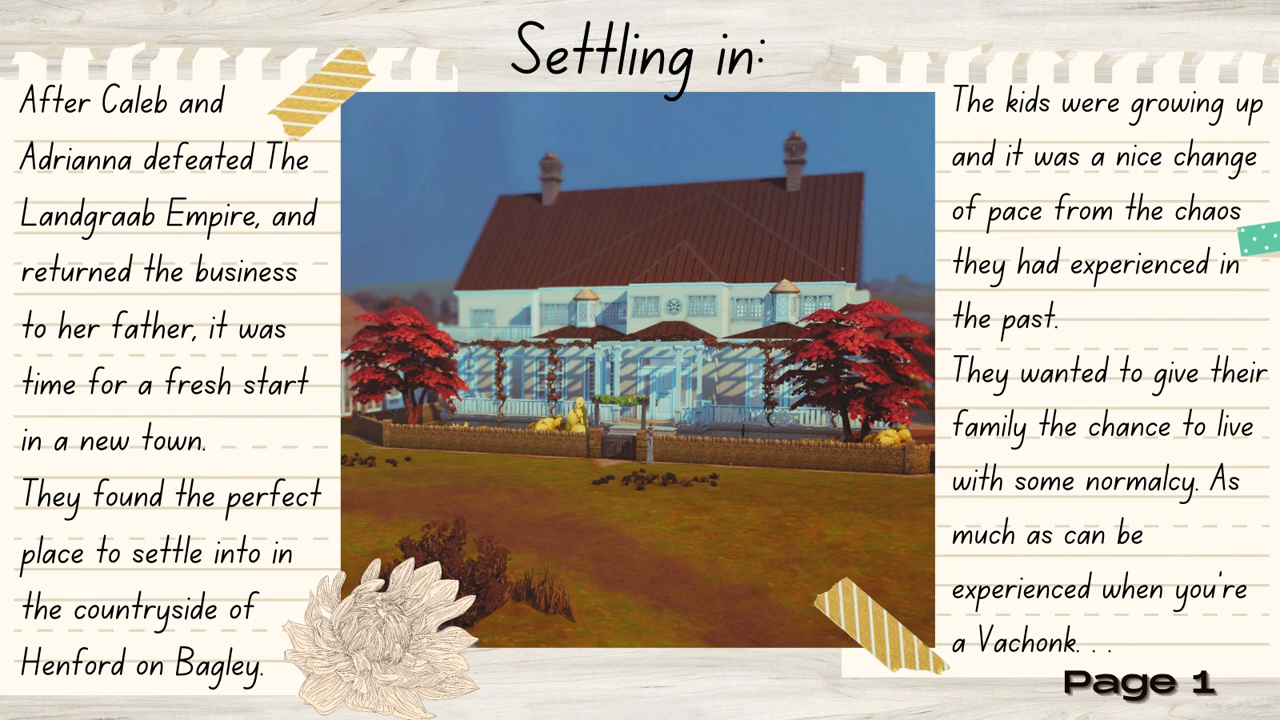 Settling in:
After Caleb and
Adrianna defeated The
Landgraab Empire, and
returned the business
to her father, it was
time for a fresh start
in a new town.
They found the perfect
place to settle into in
the countryside of
Henford on Bagley.
The kids were growing up
and it was a nice change
of pace from the chaos
they had experienced in
the past.
They wanted to give their
family the chance to live
with some normalcy. As
much as can be
experienced when you're
a Vachonk. . .
Page 1